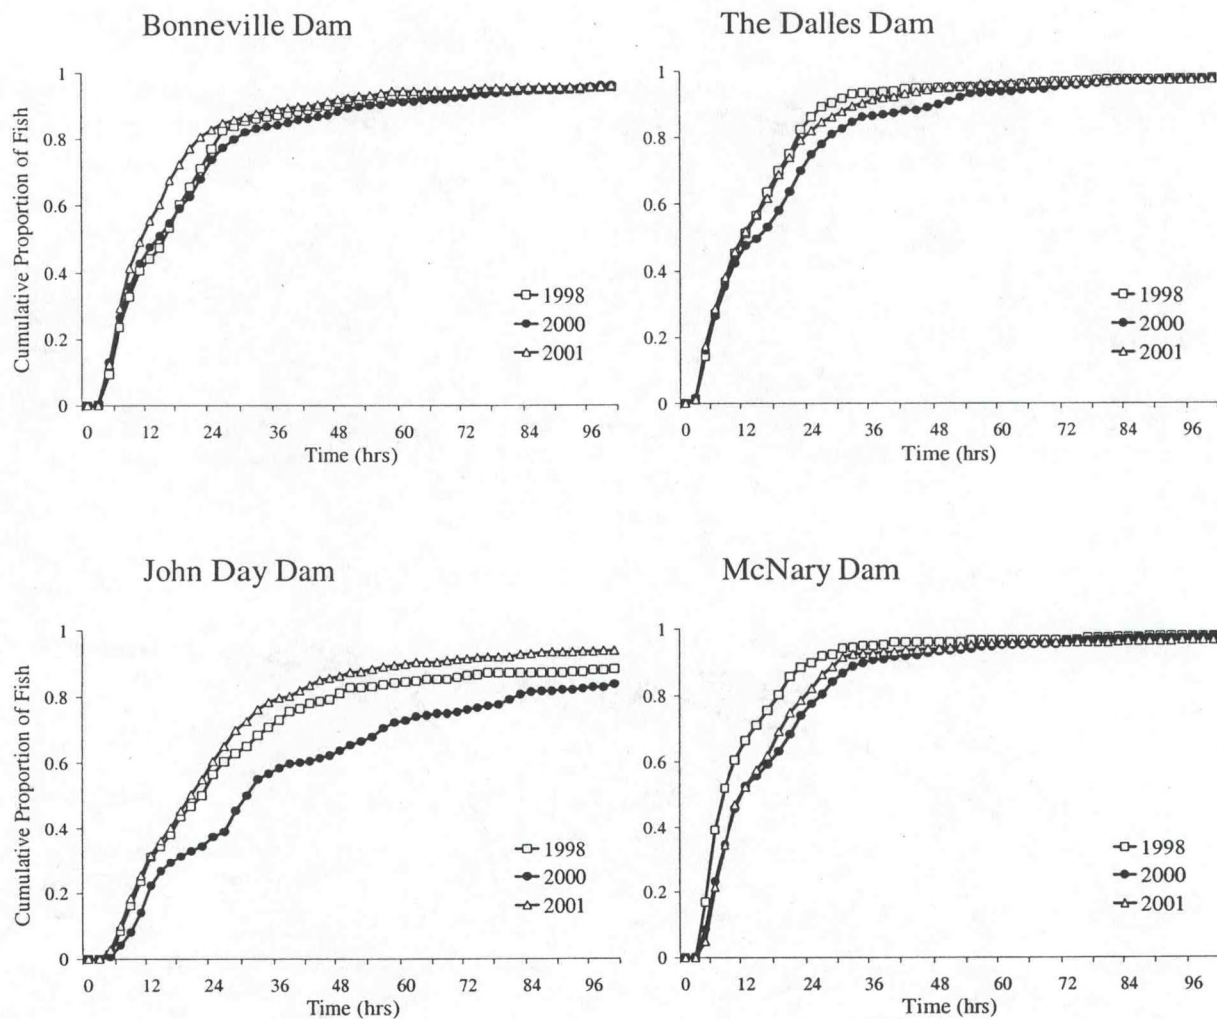 Bonneville Dam
Cumulative Proportion of Fish
1
0.8
0.6
0.4
0.2
0
1998
2000
2001
0 12 24 36 48 60 72 84 96
Time (hrs)
The Dalles Dam
1
0.8
0.6
0.4
0.2
0
1998
2000
2001
0 12 24 36 48 60 72 84 96
Time (hrs)
John Day Dam
Cumulative Proportion of Fish
1
0.8
0.6
0.4
0.2
0
1998
2000
2001
0 12 24 36 48 60 72 84 96
Time (hrs)
McNary Dam
1
0.8
0.6
0.4
0.2
0
1998
2000
2001
0 12 24 36 48 60 72 84 96
Time (hrs)